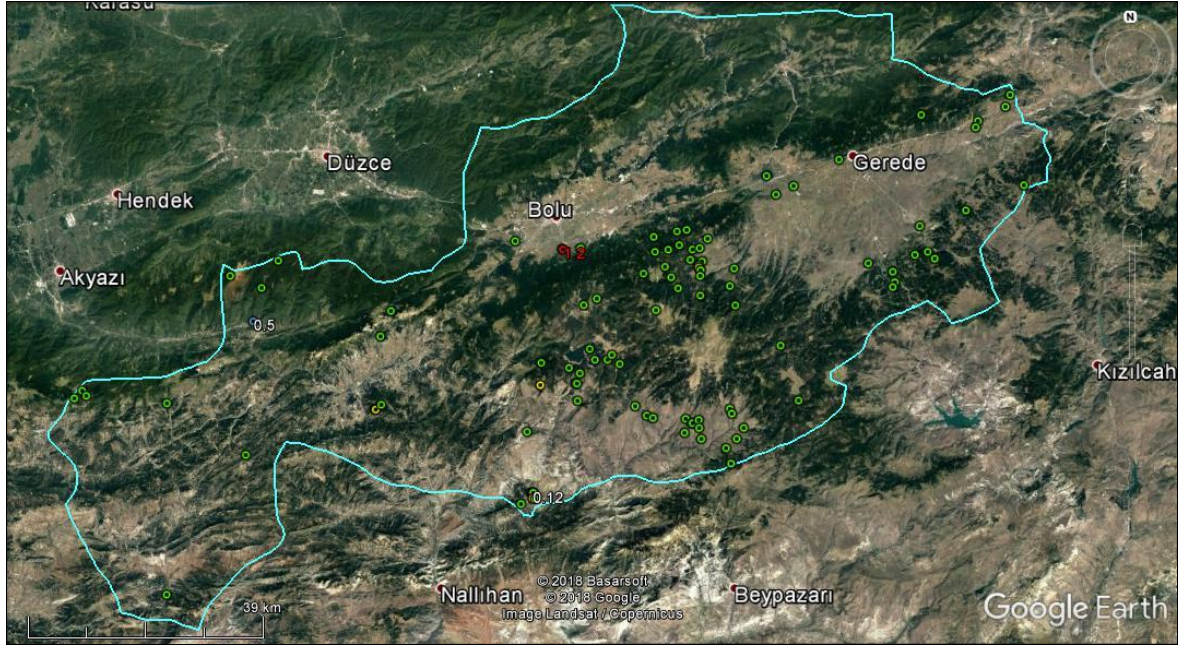 Karasu
N
Düzce
Gerede
Hendek
Bolu
Akyazı
1.2
0.5
Kızılcah
0.12
39 km
Nallıhan
Beypazarı
© 2018 Basarsoft
© 2018 Google
Image Landsat / Copernicus
Google Earth